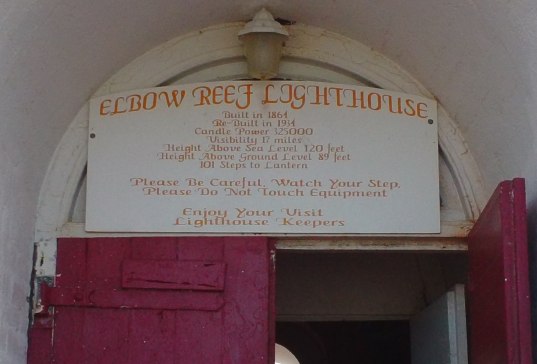 ELBOW REEF LIGHTHOUSE
Built in 1864
Re-Built in 1934
Candle Power 325000
Visibility 17 miles
Height Above Sea Level 120 feet
Height Above Ground Level 89 feet
101 Steps to Lantern
Please Be Careful, Watch Your Step,
Please Do Not Touch Equipment
Enjoy Your Visit
Lighthouse Keepers